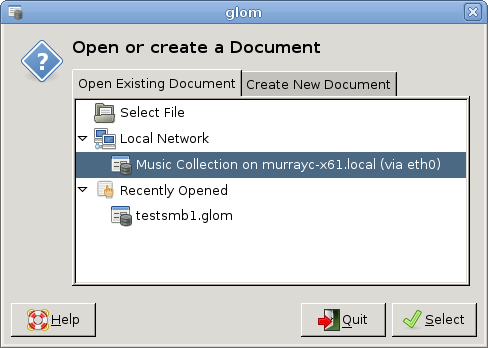 glom
Open or create a Document
Open Existing Document Create New Document
Select File
Local Network
Music Collection on murrayc-x61.local (via eth0)
Recently Opened
testsmb1.glom
Help Quit Select